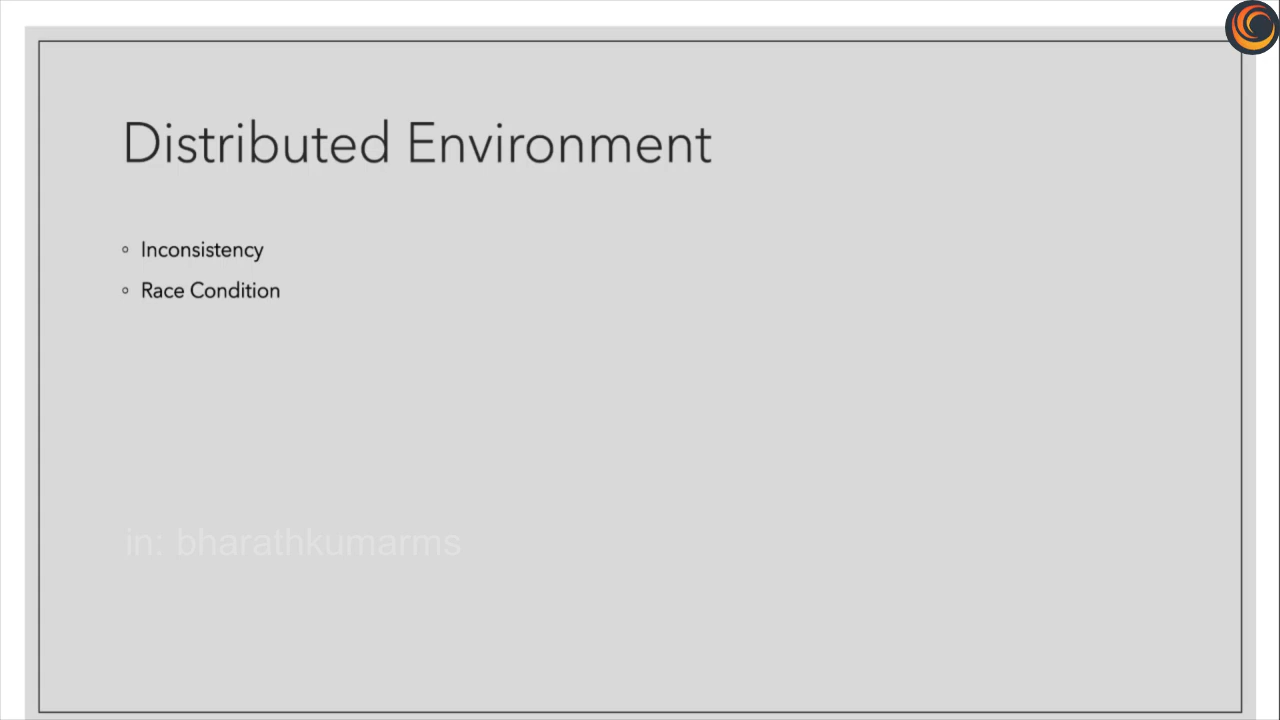 Distributed Environment
Inconsistency
Race Condition
in: bharathkumarms